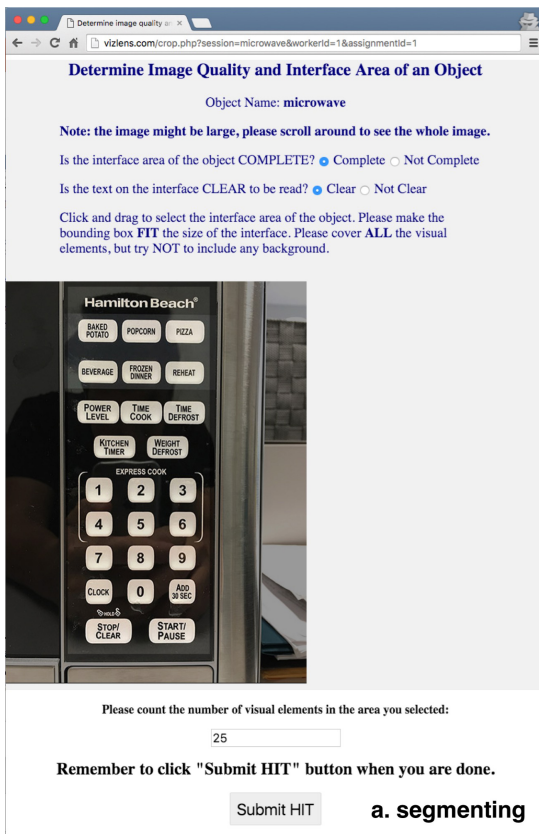 Determine image quality an
vizlens.com/crop.php?session=microwave&workerId=1&assignmentId=1
Determine Image Quality and Interface Area of an Object
Object Name: microwave
Note: the image might be large, please scroll around to see the whole image.
Is the interface area of the object COMPLETE? Complete Not Complete
Is the text on the interface CLEAR to be read? Clear Not Clear
Click and drag to select the interface area of the object. Please make the
bounding box FIT the size of the interface. Please cover ALL the visual
elements, but try NOT to include any background.
Hamilton Beach®
BAKED
POTATO
POPCORN
PIZZA
BEVERAGE
FROZEN
DINNER
REHEAT
POWER
LEVEL
TIME
COOK
TIME
DEFROST
KITCHEN
TIMER
WEIGHT
DEFROST
EXPRESS COOK
1 2 3
4 5 6
7 8 9
CLOCK
0
ADD
30 SEC
HOLD
STOP/
CLEAR
START/
PAUSE
Please count the number of visual elements in the area you selected:
25
Remember to click "Submit HIT" button when you are done.
Submit HIT
a. segmenting